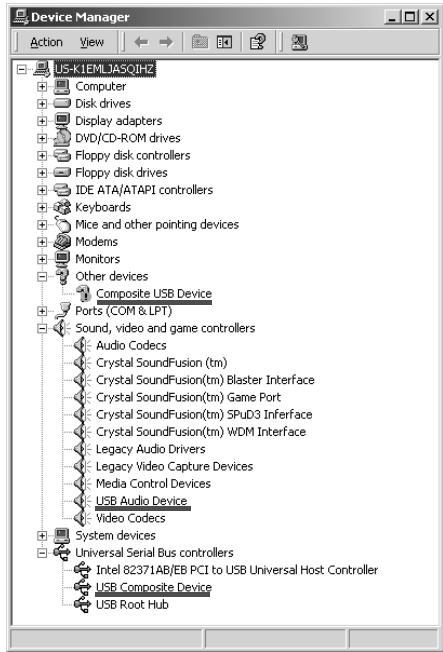 Device Manager
Action View
US-K1EMLJASQIHZ
Computer
Disk drives
Display adapters
DVD/CD-ROM drives
Floppy disk controllers
Floppy disk drives
IDE ATA/ATAPI controllers
Keyboards
Mice and other pointing devices
Modems
Monitors
Other devices
Composite USB Device
Ports (COM & LPT)
Sound, video and game controllers
Audio Codecs
Crystal SoundFusion (tm)
Crystal SoundFusion(tm) Blaster Interface
Crystal SoundFusion(tm) Game Port
Crystal SoundFusion(tm) SPuD3 Inferface
Crystal SoundFusion(tm) WDM Interface
Legacy Audio Drivers
Legacy Video Capture Devices
Media Control Devices
USB Audio Device
Video Codecs
System devices
Universal Serial Bus controllers
Intel 82371AB/EB PCI to USB Universal Host Controller
USB Composite Device
USB Root Hub